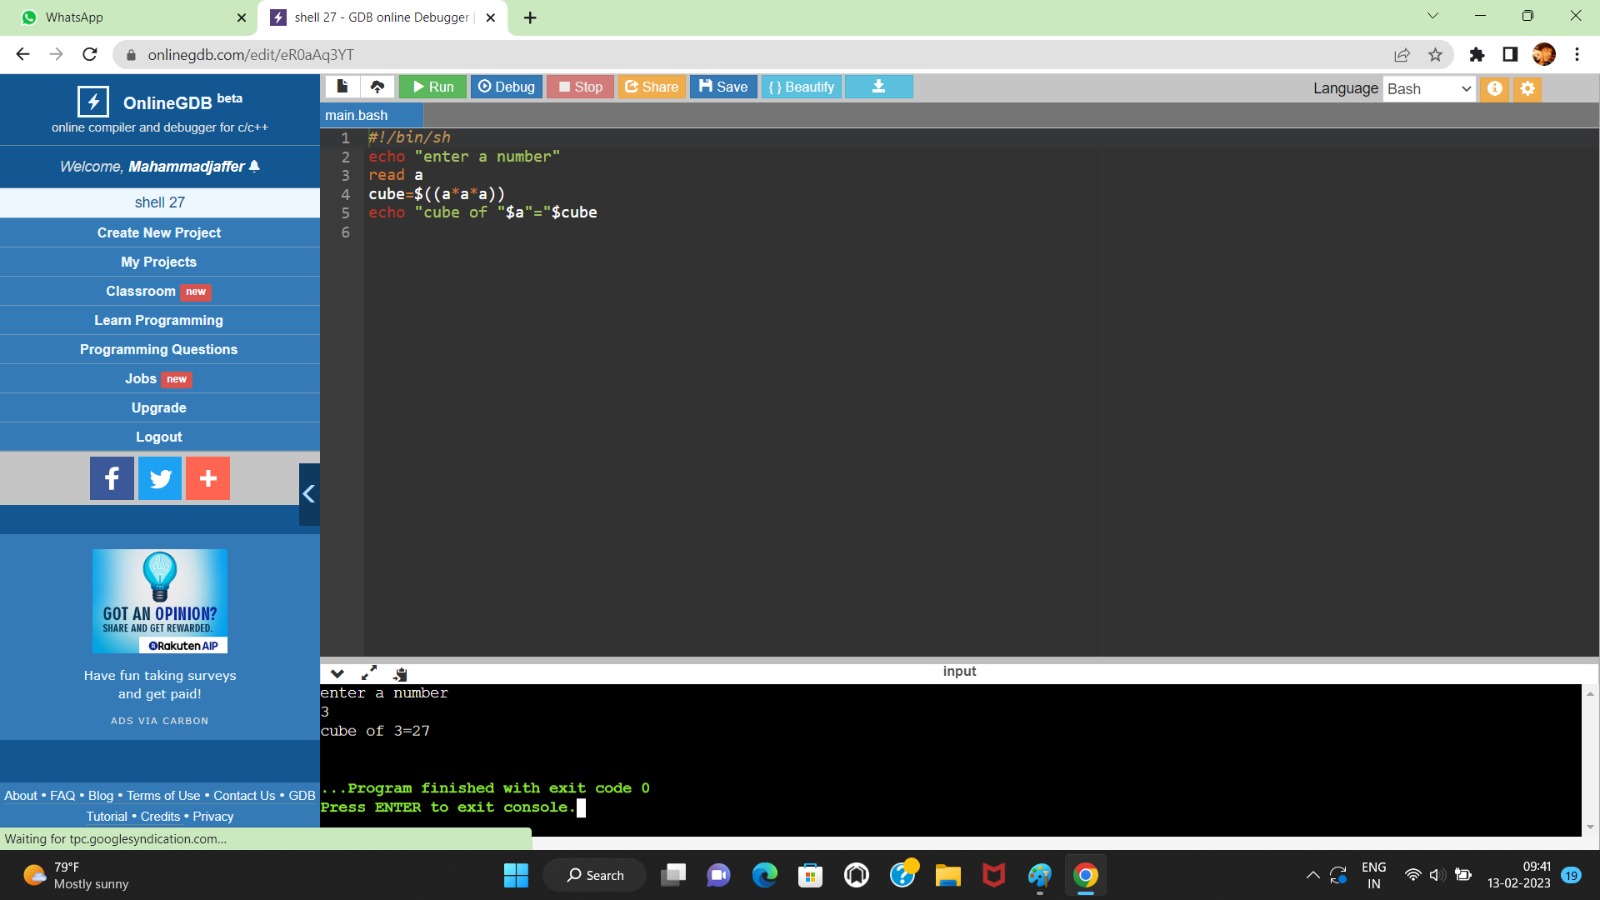 WhatsApp
shell 27 - GDB online Debugger
onlinegdb.com/edit/eR0aAq3YT
OnlineGDB beta
online compiler and debugger for c/c++
Welcome, Mahammadjaffer
shell 27
Create New Project
My Projects
Classroom new
Learn Programming
Programming Questions
Jobs new
Upgrade
Logout
GOT AN OPINION?
SHARE AND GET REWARDED.
Rakuten AIP
Have fun taking surveys
and get paid!
ADS VIA CARBON
About • FAQ • Blog • Terms of Use • Contact Us • GDB
Tutorial • Credits • Privacy
Waiting for tpc.googlesyndication.com...
Run Debug Stop Share Save { } Beautify
Language Bash
main.bash
1 #!/bin/sh
2 echo "enter a number"
3 read a
4 cube=$((a*a*a))
5 echo "cube of "$a"="$cube
6
input
enter a number
3
cube of 3=27
...Program finished with exit code 0
Press ENTER to exit console.
79°F
Mostly sunny
Search
ENG
IN
09:41
13-02-2023
19